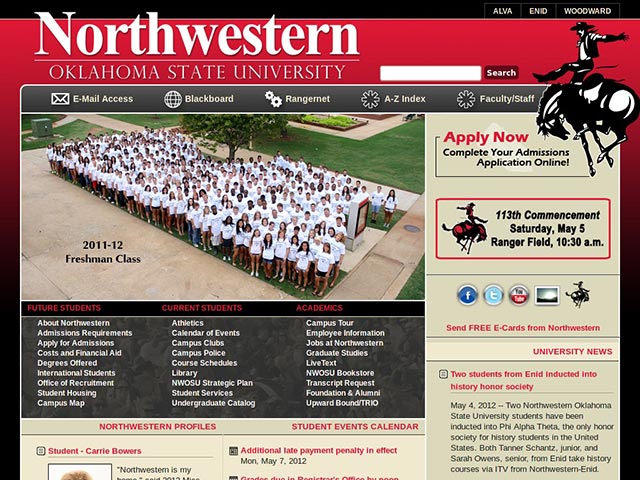 ALVA ENID WOODWARD
Northwestern
OKLAHOMA STATE UNIVERSITY
Search
E-Mail Access Blackboard Rangernet A-Z Index Faculty/Staff
2011-12
Freshman Class
Apply Now
Complete Your Admissions
Application Online!
113th Commencement
Saturday, May 5
Ranger Field, 10:30 a.m.
You
Tube
Send FREE E-Cards from Northwestern
FUTURE STUDENTS
About Northwestern
Admissions Requirements
Apply for Admissions
Costs and Financial Aid
Degrees Offered
International Students
Office of Recruitment
Student Housing
Campus Map
CURRENT STUDENTS
Athletics
Calendar of Events
Campus Clubs
Campus Police
Course Schedules
Library
NWOSU Strategic Plan
Student Services
Undergraduate Catalog
ACADEMICS
Campus Tour
Employee Information
Jobs at Northwestern
Graduate Studies
LiveText
NWOSU Bookstore
Transcript Request
Foundation & Alumni
Upward Bound/TRIO
NORTHWESTERN PROFILES
Student - Carrie Bowers
"Northwestern is my
home," said 2012 Miss
STUDENT EVENTS CALENDAR
Additional late payment penalty in effect
Mon, May 7, 2012
Grades due in Registrar's Office by noon
UNIVERSITY NEWS
Two students from Enid inducted into
history honor society
May 4, 2012 -- Two Northwestern Oklahoma
State University students have been
inducted into Phi Alpha Theta, the only honor
society for history students in the United
States. Both Tanner Schantz, junior, and
Sarah Owens, senior, from Enid take history
courses via ITV from Northwestern-Enid.